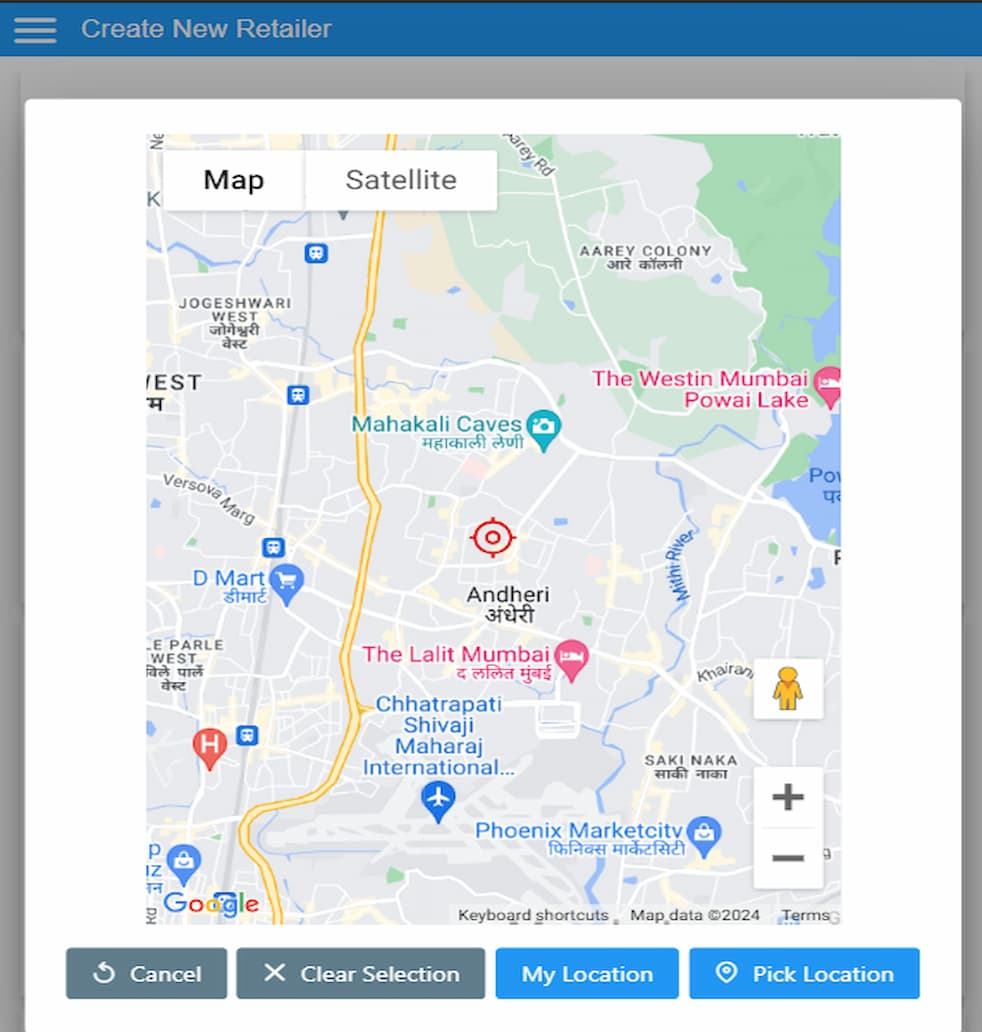 Create New Retailer
Map
Satellite
Aarey Rd
K
AAREY COLONY
आरे कॉलनी
JOGESHWARI
WEST
जोगेश्वरी
वेस्ट
The Westin Mumbai
Powai Lake
Mahakali Caves
महाकाली लेणी
Versova Marg
Mithi River
D Mart
डीमार्ट
Andheri
अंधेरी
LE PARLE
WEST
विले पार्ले
वेस्ट
The Lalit Mumbai
द ललित मुंबई
Khairani
Chhatrapati
Shivaji
Maharaj
International...
H
SAKI NAKA
साकी नाका
Phoenix Marketcity
फिनिक्स मार्केटसिटी
Google
Keyboard shortcuts
Map data ©2024
Terms
Cancel
Clear Selection
My Location
Pick Location